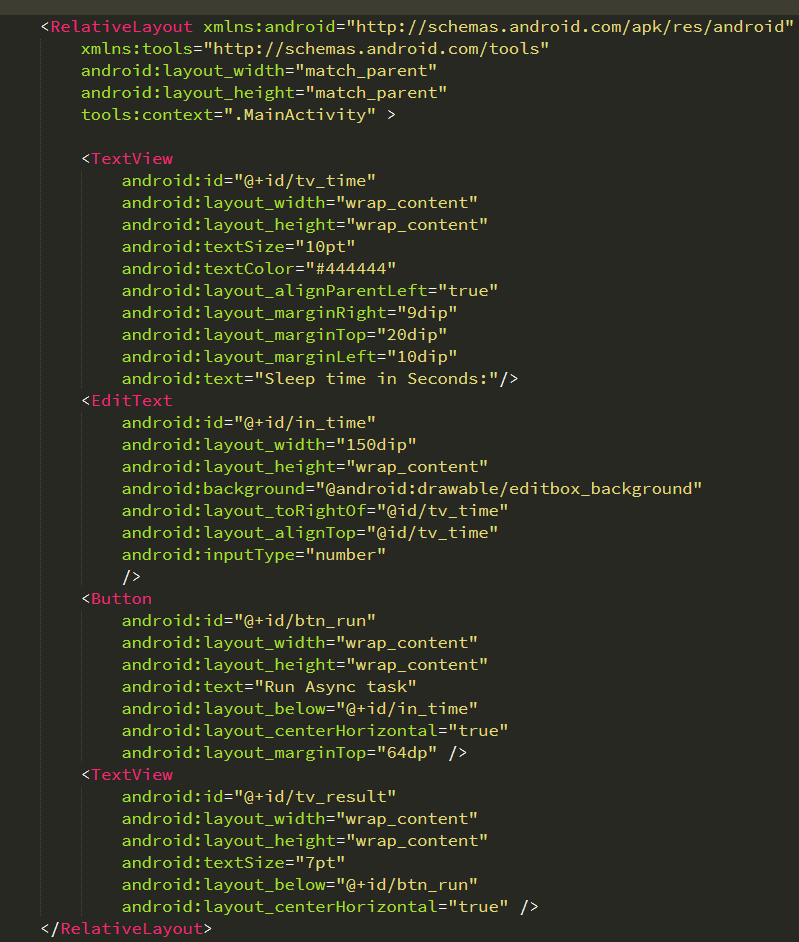 <RelativeLayout xmlns:android="http://schemas.android.com/apk/res/android"
    xmlns:tools="http://schemas.android.com/tools"
    android:layout_width="match_parent"
    android:layout_height="match_parent"
    tools:context=".MainActivity" >

    <TextView
        android:id="@+id/tv_time"
        android:layout_width="wrap_content"
        android:layout_height="wrap_content"
        android:textSize="10pt"
        android:textColor="#444444"
        android:layout_alignParentLeft="true"
        android:layout_marginRight="9dip"
        android:layout_marginTop="20dip"
        android:layout_marginLeft="10dip"
        android:text="Sleep time in Seconds:"/>
    <EditText
        android:id="@+id/in_time"
        android:layout_width="150dip"
        android:layout_height="wrap_content"
        android:background="@android:drawable/editbox_background"
        android:layout_toRightOf="@id/tv_time"
        android:layout_alignTop="@id/tv_time"
        android:inputType="number"
        />
    <Button
        android:id="@+id/btn_run"
        android:layout_width="wrap_content"
        android:layout_height="wrap_content"
        android:text="Run Async task"
        android:layout_below="@+id/in_time"
        android:layout_centerHorizontal="true"
        android:layout_marginTop="64dp" />
    <TextView
        android:id="@+id/tv_result"
        android:layout_width="wrap_content"
        android:layout_height="wrap_content"
        android:textSize="7pt"
        android:layout_below="@+id/btn_run"
        android:layout_centerHorizontal="true" />
</RelativeLayout>